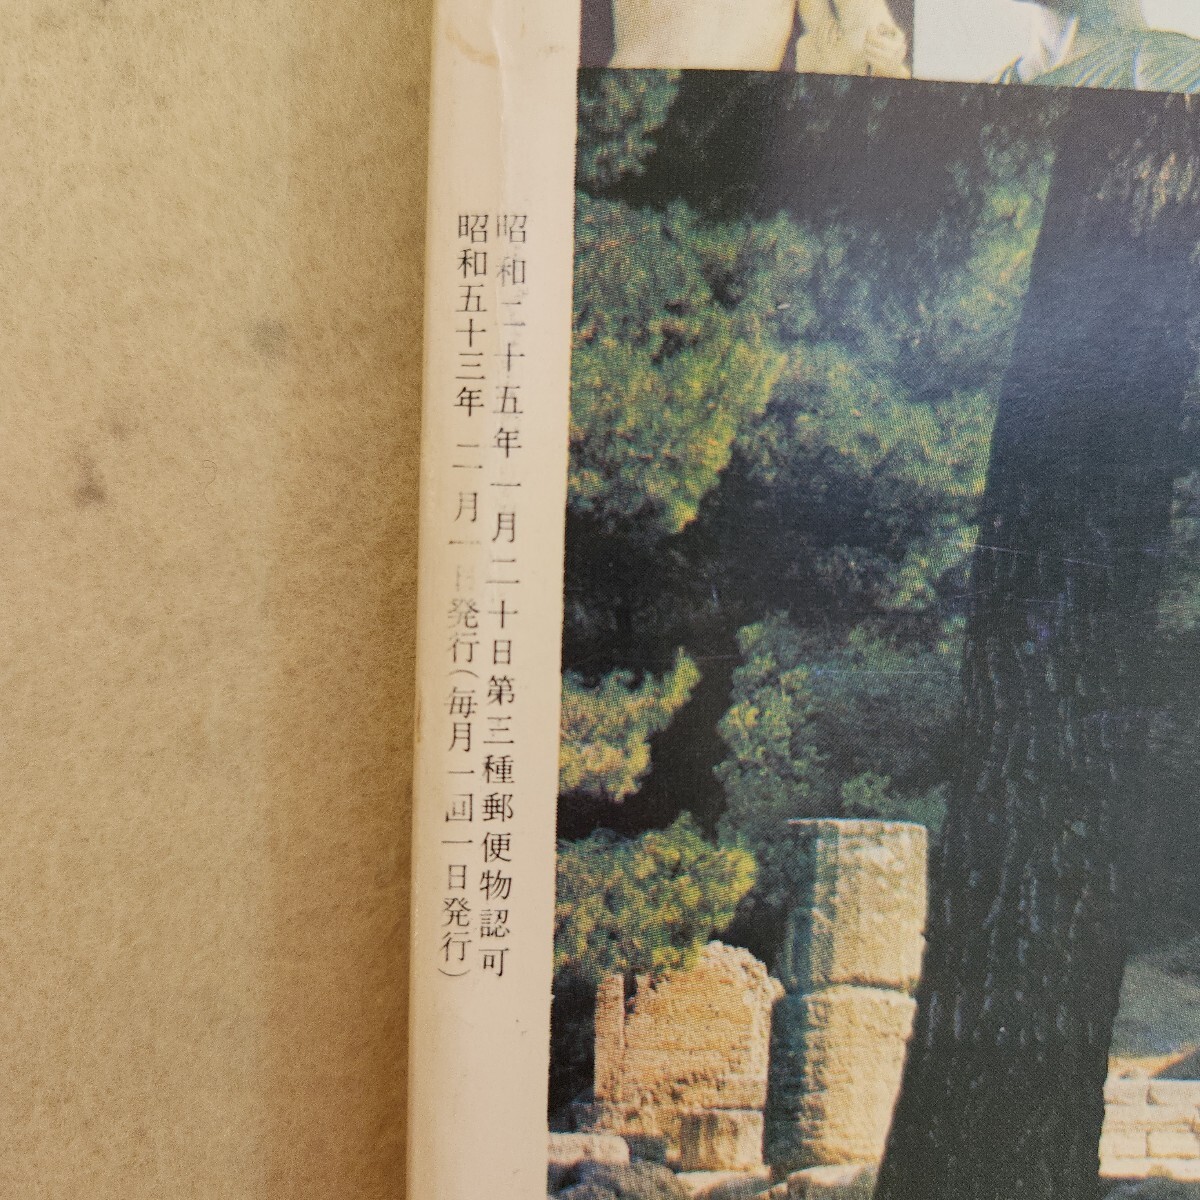 昭和二十五年一月二十日第三種郵便物認可
昭和五十三年 二月一日発行(毎月一回一日発行)